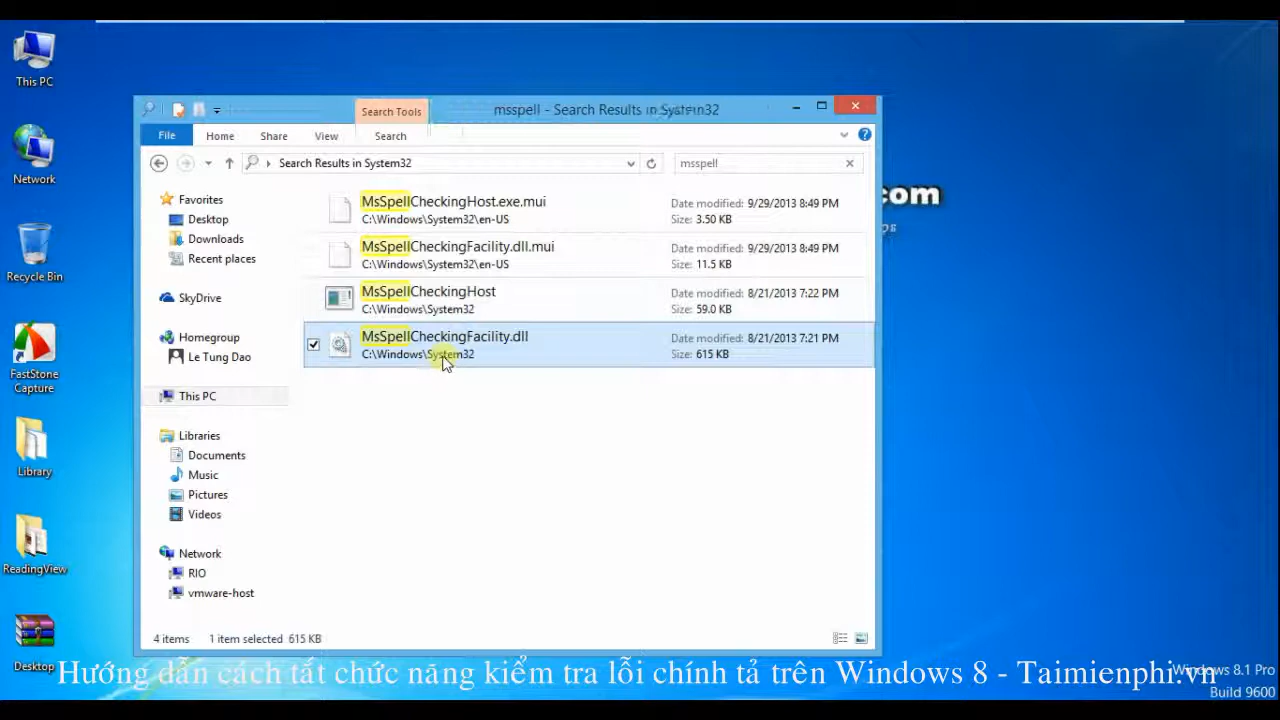 This PC
Network
Recycle Bin
FastStone
Capture
Library
ReadingView
Desktop
Search Tools
msspell - Search Results in System32
File
Home
Share
View
Search
Search Results in System32
msspell
Favorites
Desktop
Downloads
Recent places
SkyDrive
Homegroup
Le Tung Dao
This PC
Libraries
Documents
Music
Pictures
Videos
Network
RIO
vmware-host
MsSpellCheckingHost.exe.mui
C:\Windows\System32\en-US
Date modified: 9/29/2013 8:49 PM
Size: 3.50 KB
MsSpellCheckingFacility.dll.mui
C:\Windows\System32\en-US
Date modified: 9/29/2013 8:49 PM
Size: 11.5 KB
MsSpellCheckingHost
C:\Windows\System32
Date modified: 8/21/2013 7:22 PM
Size: 59.0 KB
MsSpellCheckingFacility.dll
C:\Windows\System32
Date modified: 8/21/2013 7:21 PM
Size: 615 KB
4 items 1 item selected 615 KB
.com
ps
Hướng dẫn cách tắt chức năng kiểm tra lỗi chính tả trên Windows 8 - Taimienphi.vn
Windows 8.1 Pro
Build 9600